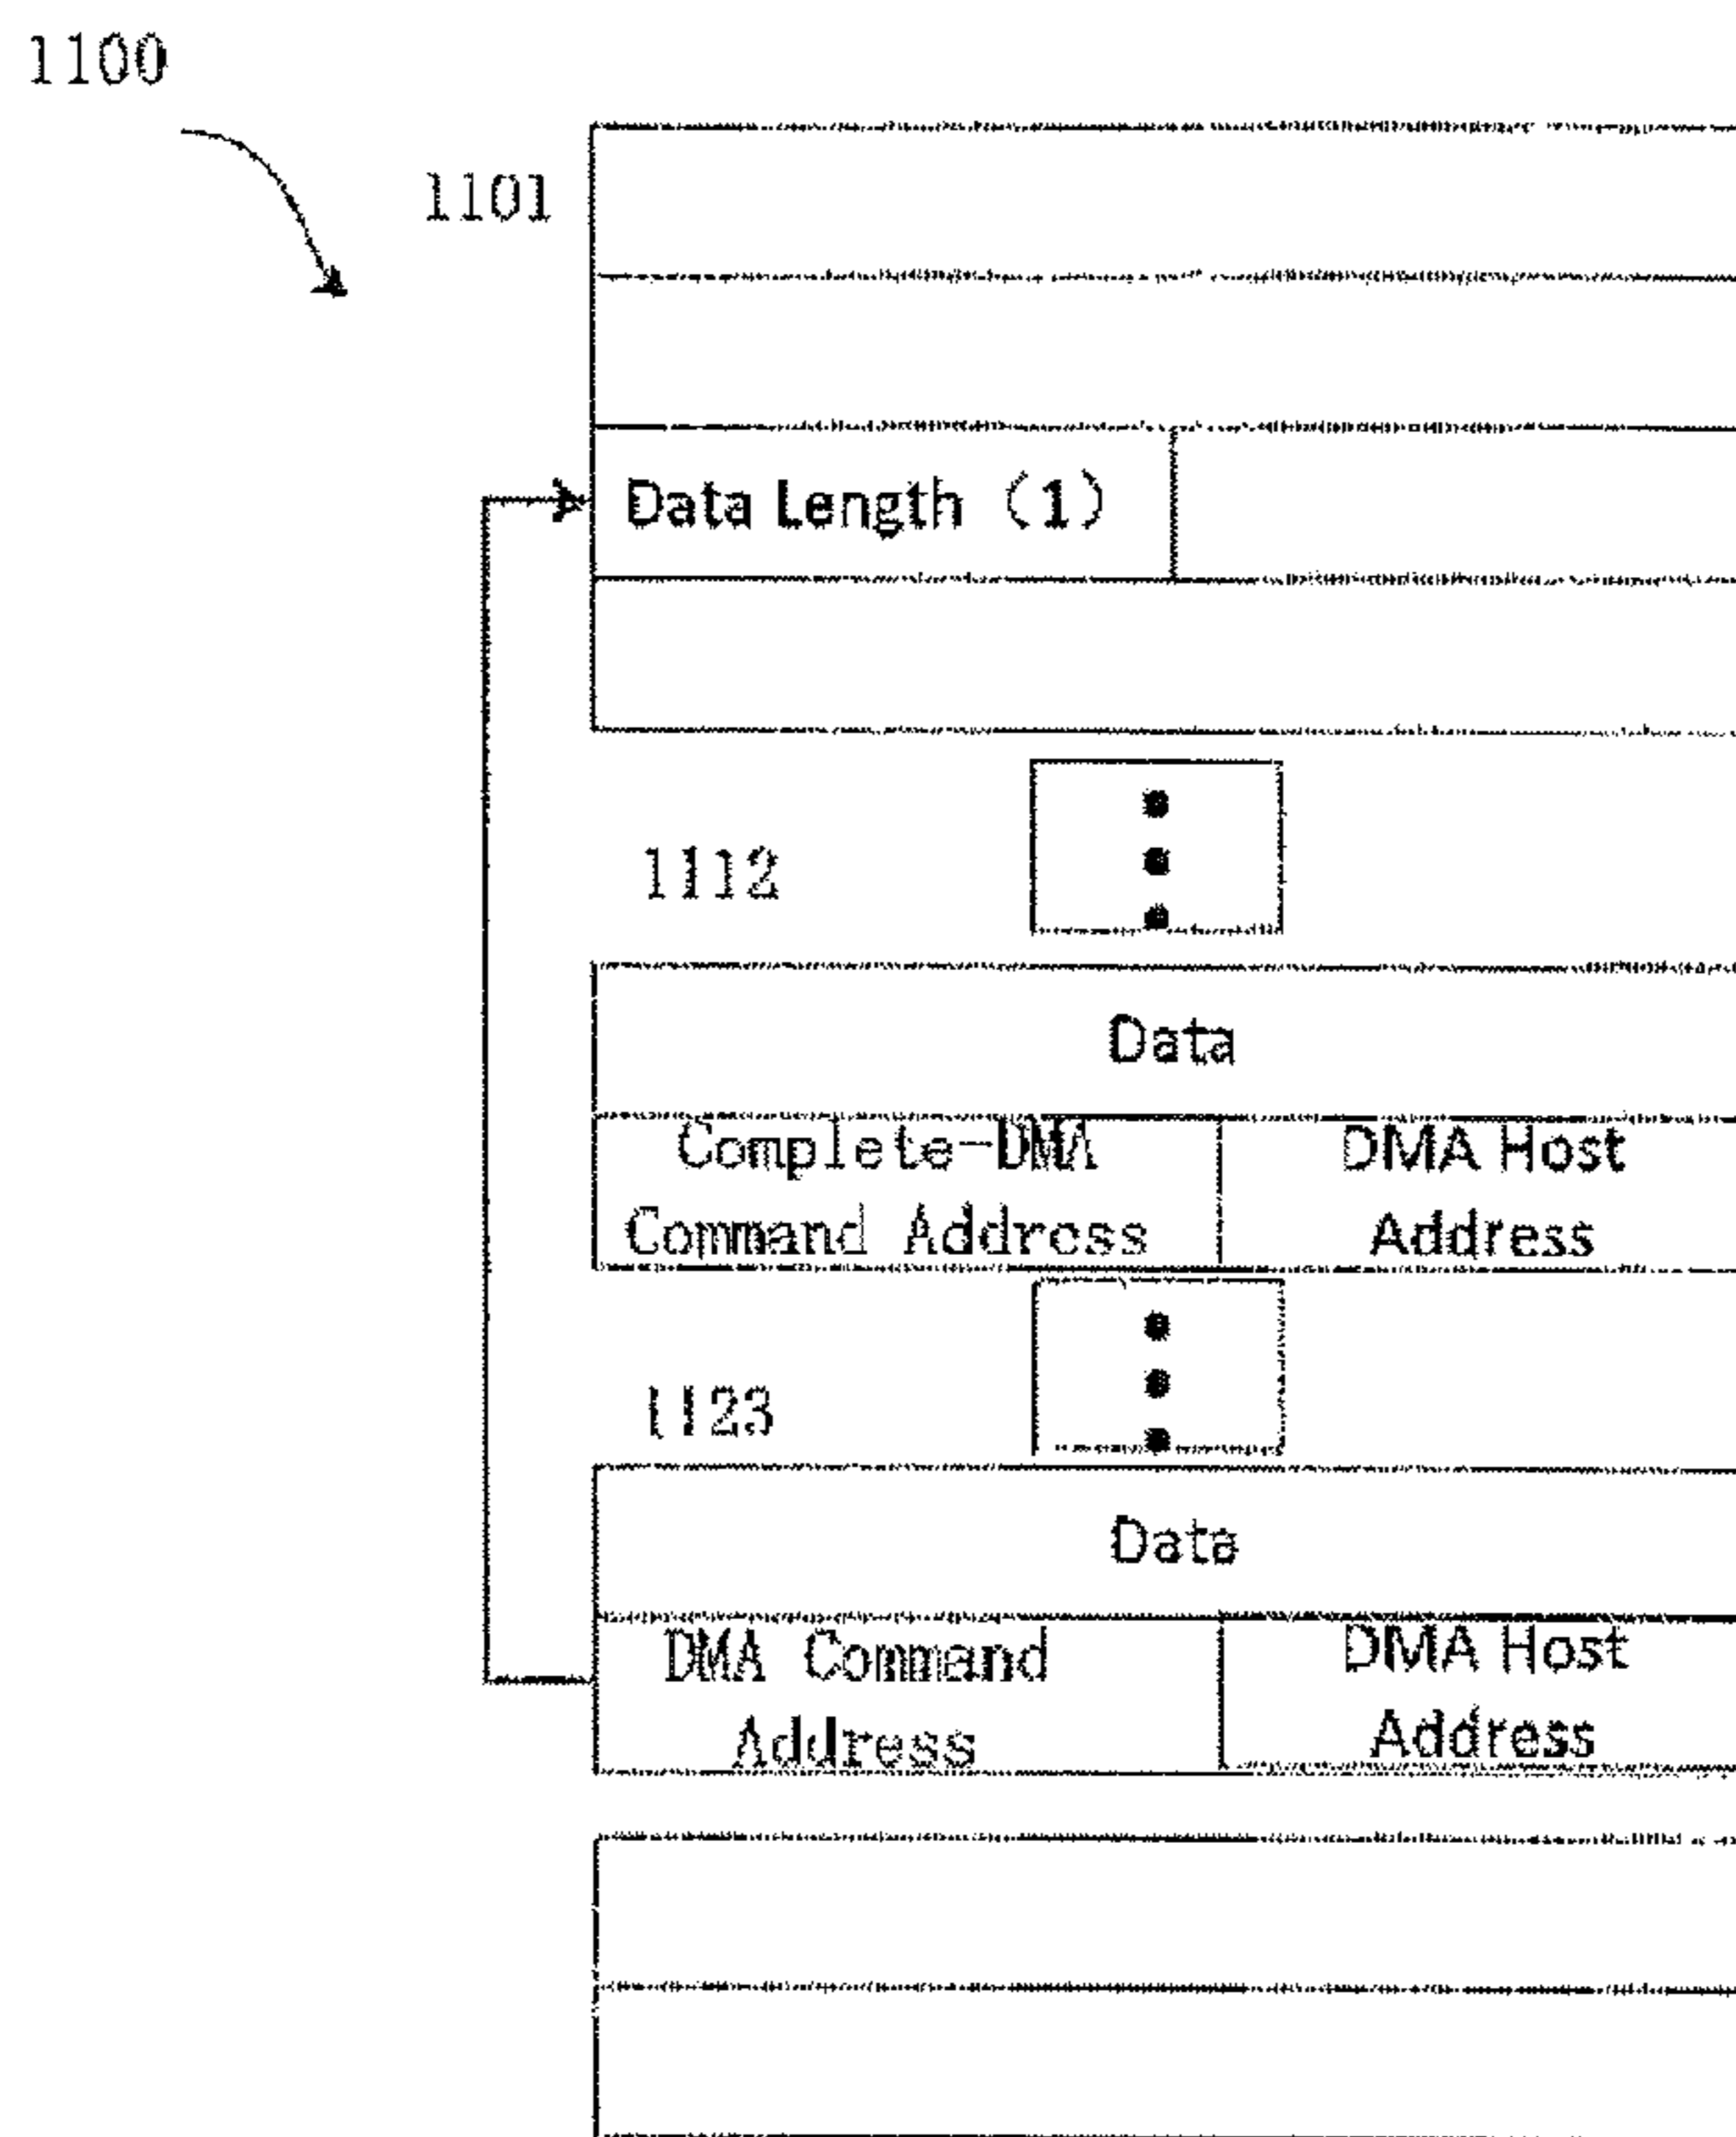 1100
1101
Data Length (1)
1112
Data
Complete-DMA
Command Address
DMA Host
Address
1123
Data
DMA Command
Address
DMA Host
Address